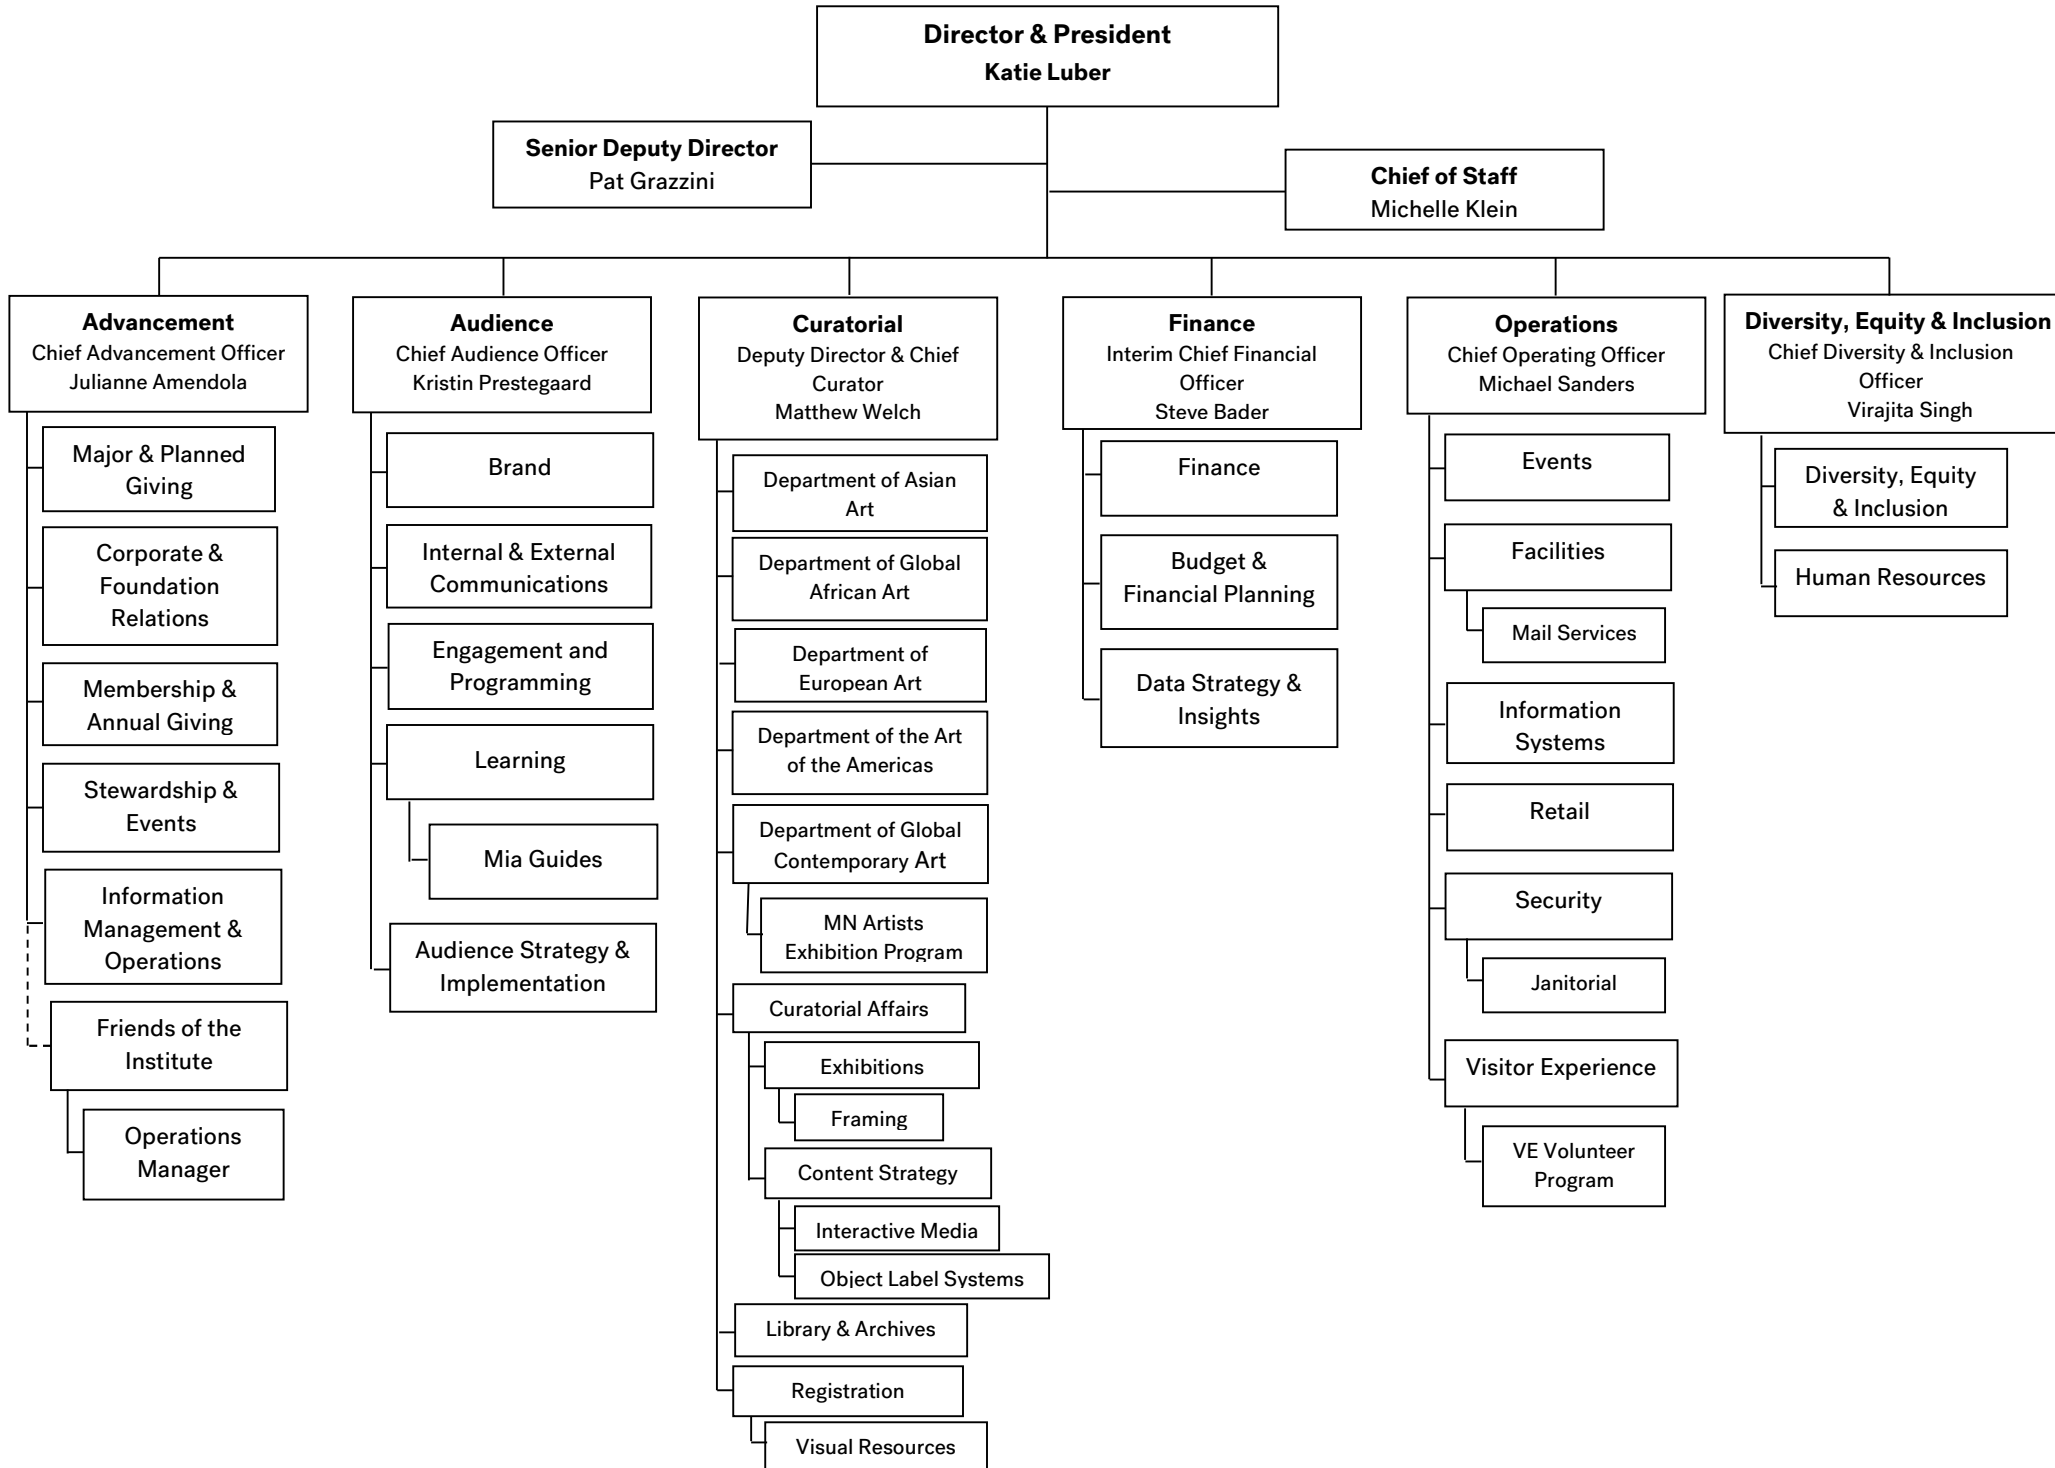 Director & President
Katie Luber
Senior Deputy Director
Pat Grazzini
Chief of Staff
Michelle Klein
Advancement
Chief Advancement Officer
Julianne Amendola
Major & Planned
Giving
Corporate &
Foundation
Relations
Membership &
Annual Giving
Stewardship &
Events
Information
Management &
Operations
Friends of the
Institute
Operations
Manager
Audience
Chief Audience Officer
Kristin Prestegaard
Brand
Internal & External
Communications
Engagement and
Programming
Learning
Mia Guides
Audience Strategy &
Implementation
Curatorial
Deputy Director & Chief
Curator
Matthew Welch
Department of Asian
Art
Department of Global
African Art
Department of
European Art
Department of the Art
of the Americas
Department of Global
Contemporary Art
MN Artists
Exhibition Program
Curatorial Affairs
Exhibitions
Framing
Content Strategy
Interactive Media
Object Label Systems
Library & Archives
Registration
Visual Resources
Finance
Interim Chief Financial
Officer
Steve Bader
Finance
Budget &
Financial Planning
Data Strategy &
Insights
Operations
Chief Operating Officer
Michael Sanders
Events
Facilities
Mail Services
Information
Systems
Retail
Security
Janitorial
Visitor Experience
VE Volunteer
Program
Diversity, Equity & Inclusion
Chief Diversity & Inclusion
Officer
Virajita Singh
Diversity, Equity
& Inclusion
Human Resources